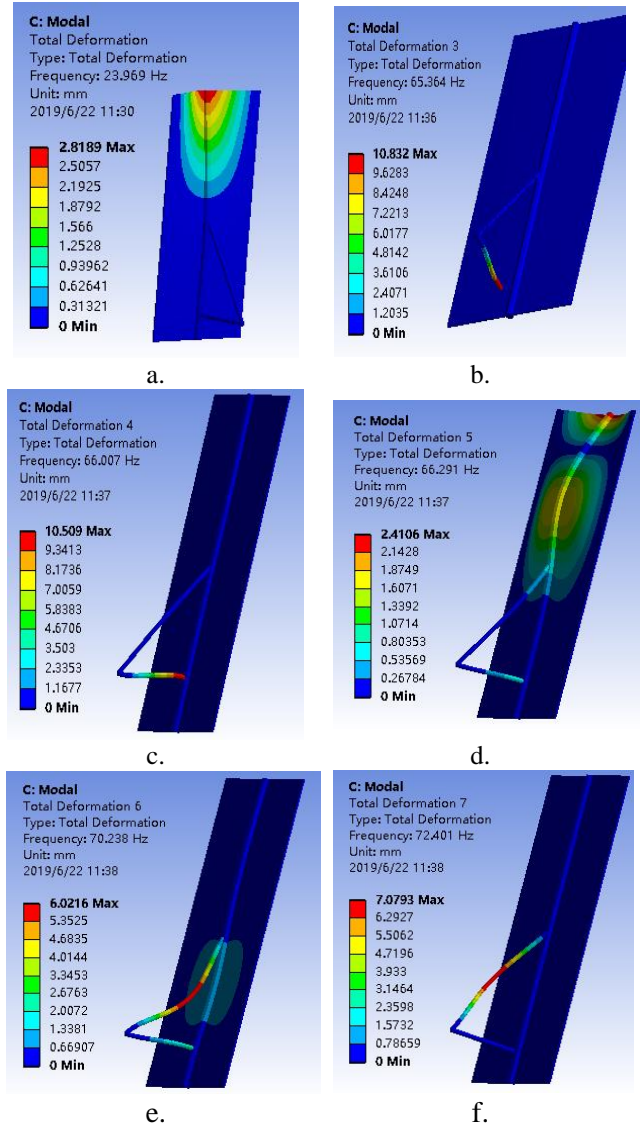 C: Modal
Total Deformation
Type: Total Deformation
Frequency: 23.969 Hz
Unit: mm
2019/6/22 11:30
2.8189 Max
2.5057
2.1925
1.8792
1.566
1.2528
0.93962
0.62641
0.31321
0 Min
a.
C: Modal
Total Deformation 3
Type: Total Deformation
Frequency: 65.364 Hz
Unit: mm
2019/6/22 11:36
10.832 Max
9.6283
8.4248
7.2213
6.0177
4.8142
3.6106
2.4071
1.2035
0 Min
b.
C: Modal
Total Deformation 4
Type: Total Deformation
Frequency: 66.007 Hz
Unit: mm
2019/6/22 11:37
10.509 Max
9.3413
8.1736
7.0059
5.8383
4.6706
3.503
2.3353
1.1677
0 Min
c.
C: Modal
Total Deformation 5
Type: Total Deformation
Frequency: 66.291 Hz
Unit: mm
2019/6/22 11:37
2.4106 Max
2.1428
1.8749
1.6071
1.3392
1.0714
0.80353
0.53569
0.26784
0 Min
d.
C: Modal
Total Deformation 6
Type: Total Deformation
Frequency: 70.238 Hz
Unit: mm
2019/6/22 11:38
6.0216 Max
5.3525
4.6835
4.0144
3.3453
2.6763
2.0072
1.3381
0.66907
0 Min
e.
C: Modal
Total Deformation 7
Type: Total Deformation
Frequency: 72.401 Hz
Unit: mm
2019/6/22 11:38
7.0793 Max
6.2927
5.5062
4.7196
3.933
3.1464
2.3598
1.5732
0.78659
0 Min
f.